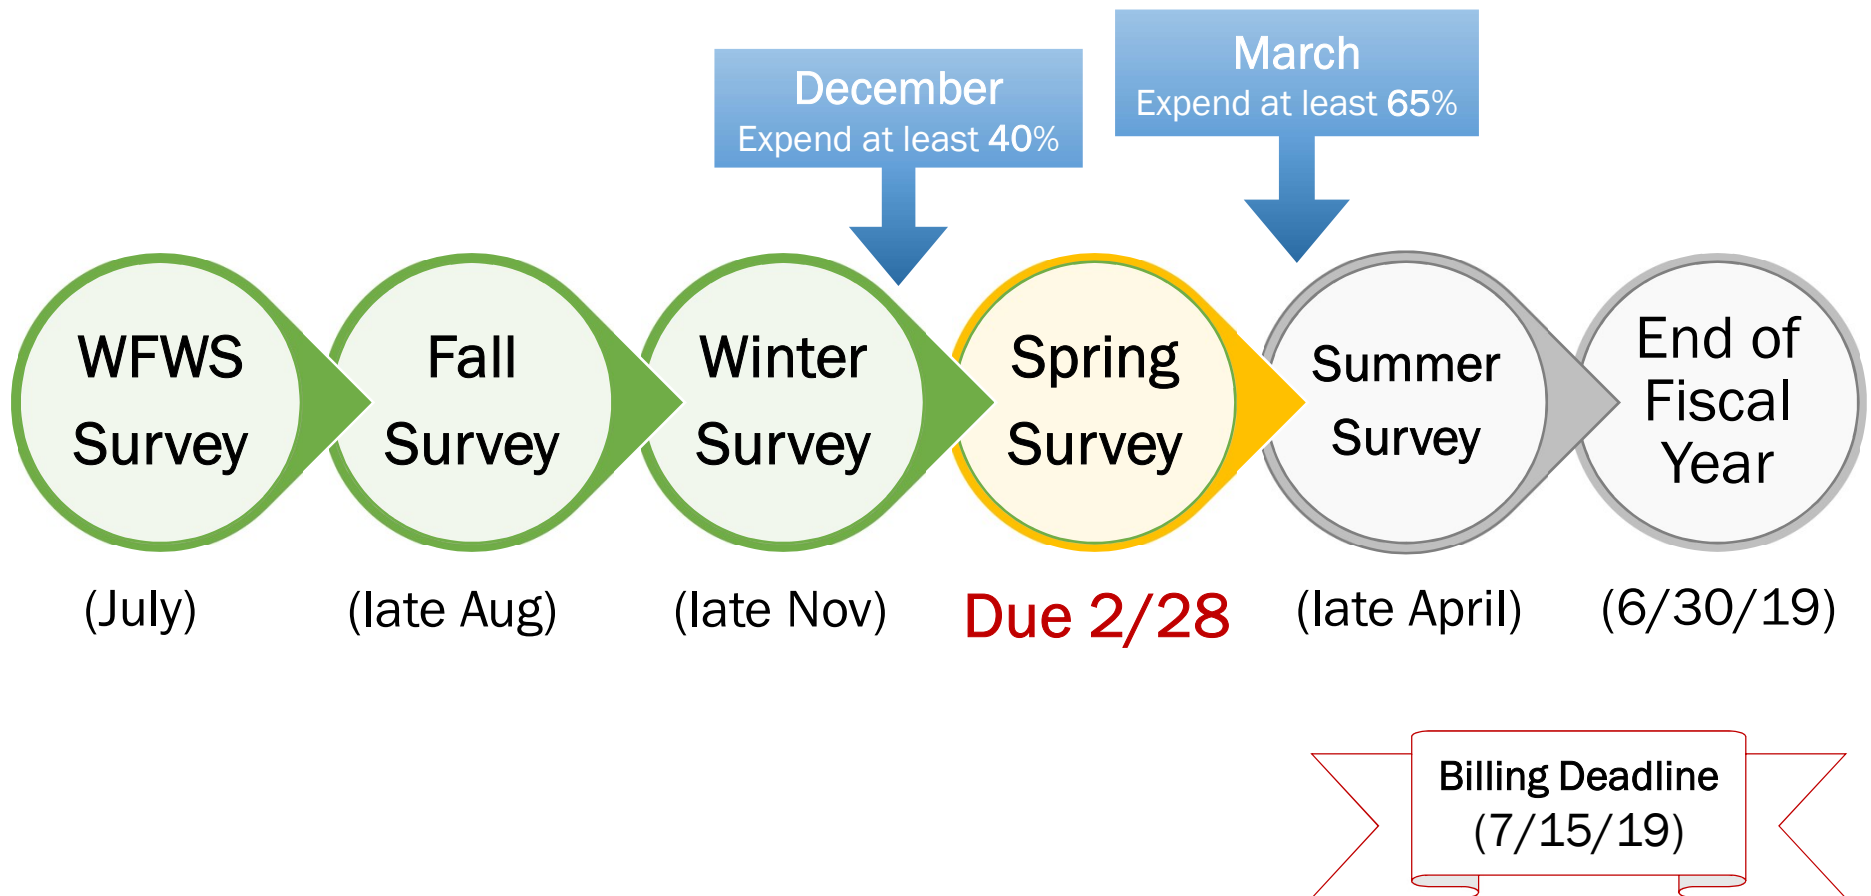 December
Expend at least 40%
March
Expend at least 65%
WFWS
Survey
(July)
Fall
Survey
(late Aug)
Winter
Survey
(late Nov)
Spring
Survey
Due 2/28
Summer
Survey
(late April)
End of
Fiscal
Year
(6/30/19)
Billing Deadline
(7/15/19)